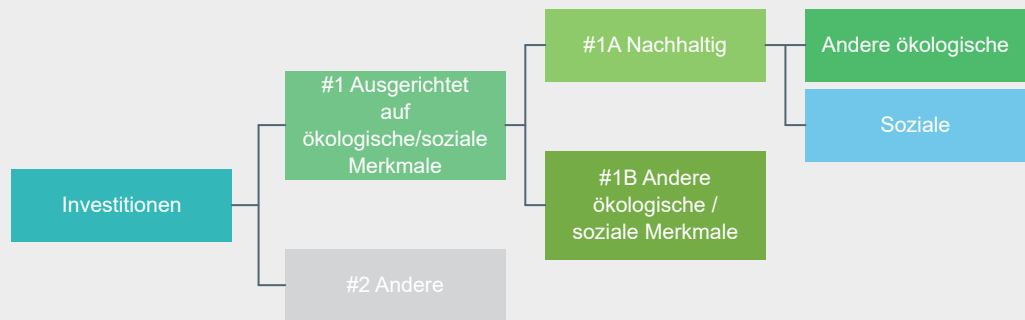 Investitionen
#1 Ausgerichtet
auf
ökologische/soziale
Merkmale
#2 Andere
#1A Nachhaltig
#1B Andere
ökologische /
soziale Merkmale
Andere ökologische
Soziale